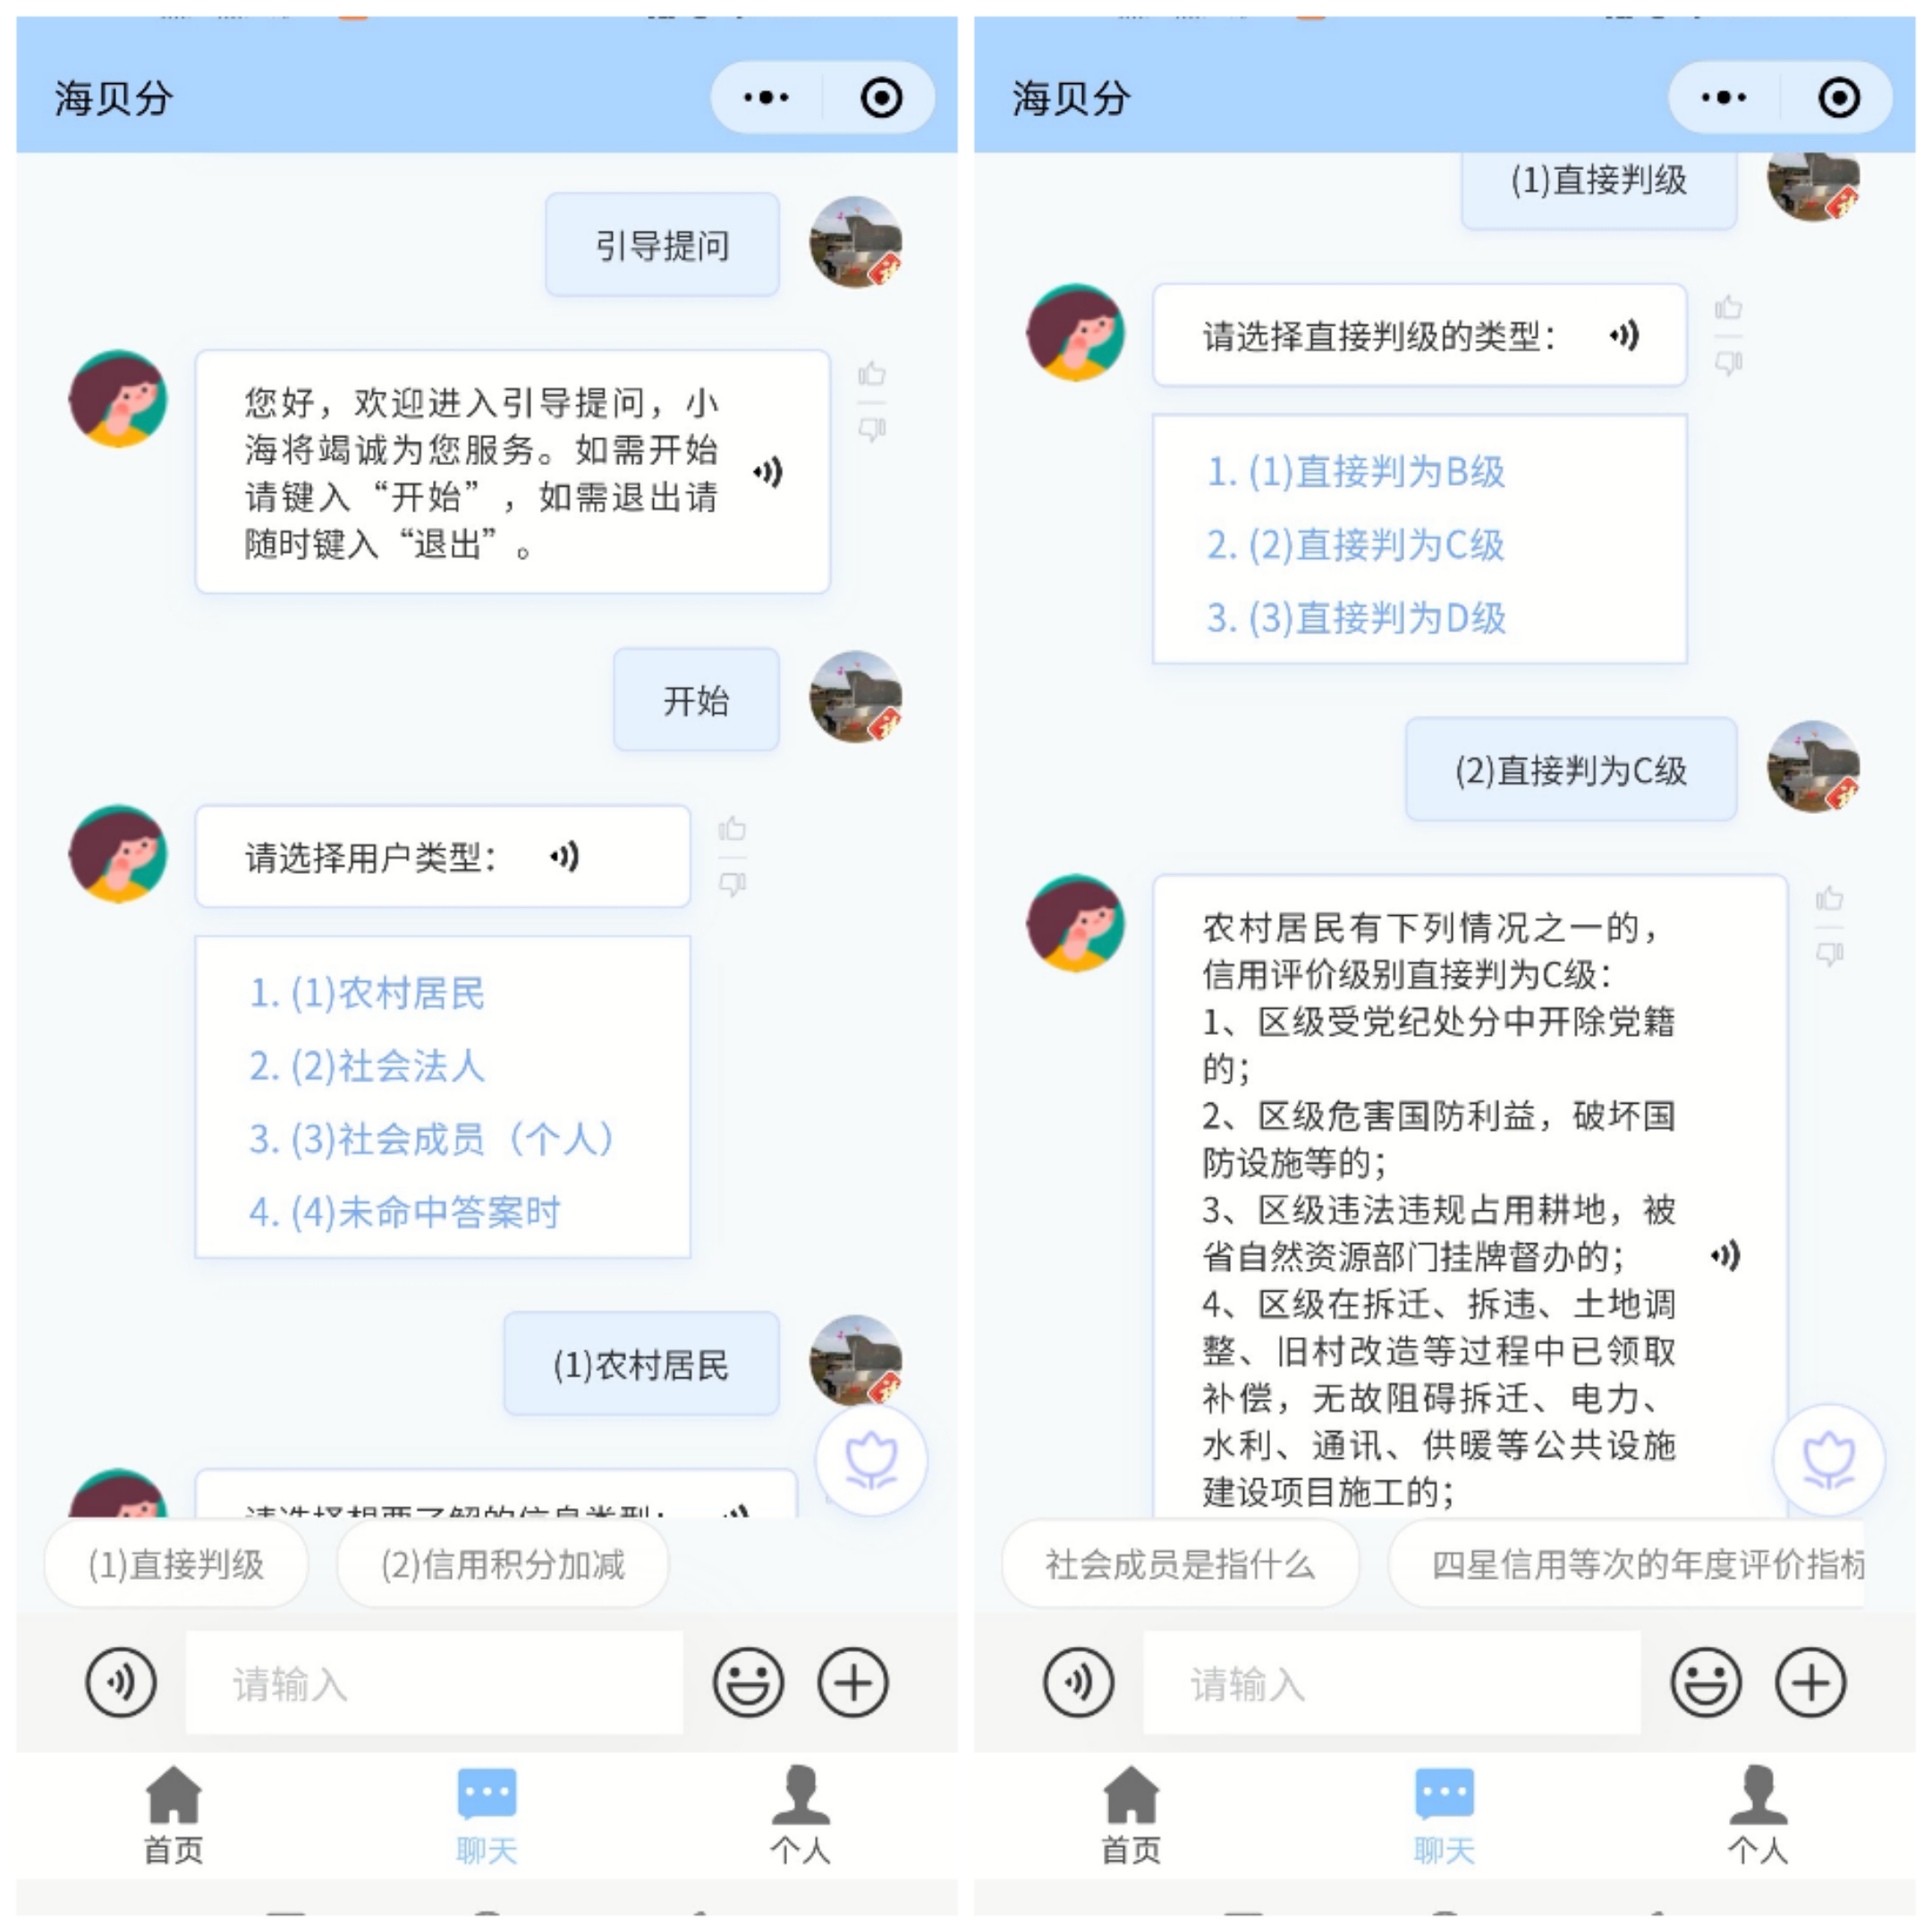 海贝分
引导提问
您好，欢迎进入引导提问，小
海将竭诚为您服务。如需开始
请键入“开始”，如需退出请
随时键入“退出”。
开始
请选择用户类型：
1. (1)农村居民
2. (2)社会法人
3. (3)社会成员（个人）
4. (4)未命中答案时
(1)农村居民
请选择想要了解的信息类型：
(1)直接判级
(2)信用积分加减
请输入
首页
聊天
个人
海贝分
(1)直接判级
请选择直接判级的类型：
1. (1)直接判为B级
2. (2)直接判为C级
3. (3)直接判为D级
(2)直接判为C级
农村居民有下列情况之一的，
信用评价级别直接判为C级：
1、区级受党纪处分中开除党籍
的；
2、区级危害国防利益，破坏国
防设施等的；
3、区级违法违规占用耕地，被
省自然资源部门挂牌督办的；
4、区级在拆迁、拆违、土地调
整、旧村改造等过程中已领取
补偿，无故阻碍拆迁、电力、
水利、通讯、供暖等公共设施
建设项目施工的；
社会成员是指什么
四星信用等次的年度评价指标
请输入
首页
聊天
个人